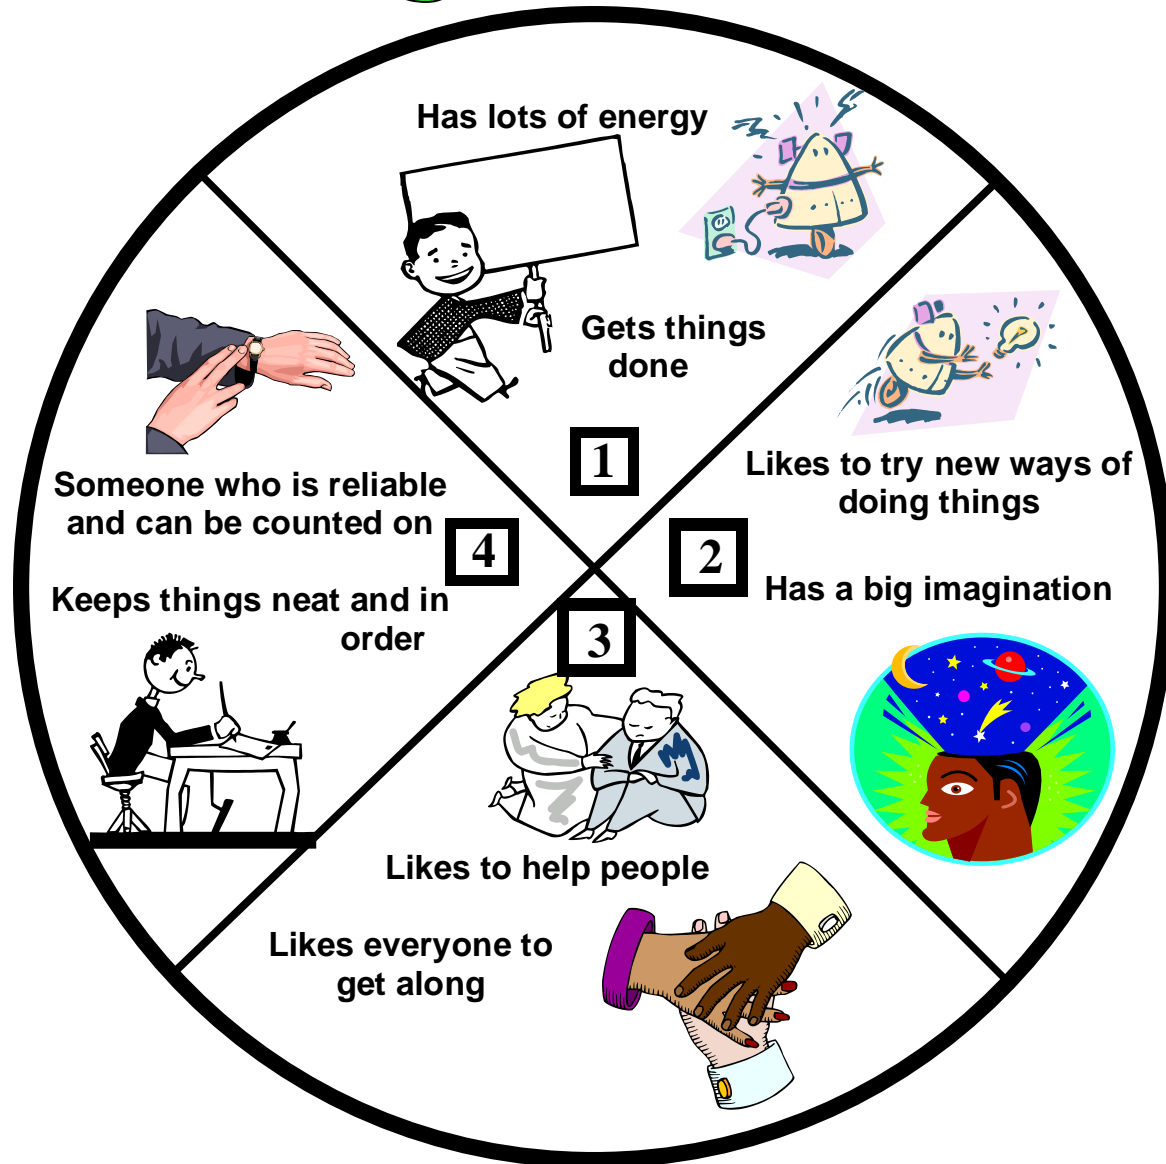 Has lots of energy
Gets things
done
1
Likes to try new ways of
doing things
2
Has a big imagination
3
Likes to help people
Likes everyone to
get along
Someone who is reliable
and can be counted on
4
Keeps things neat and in
order